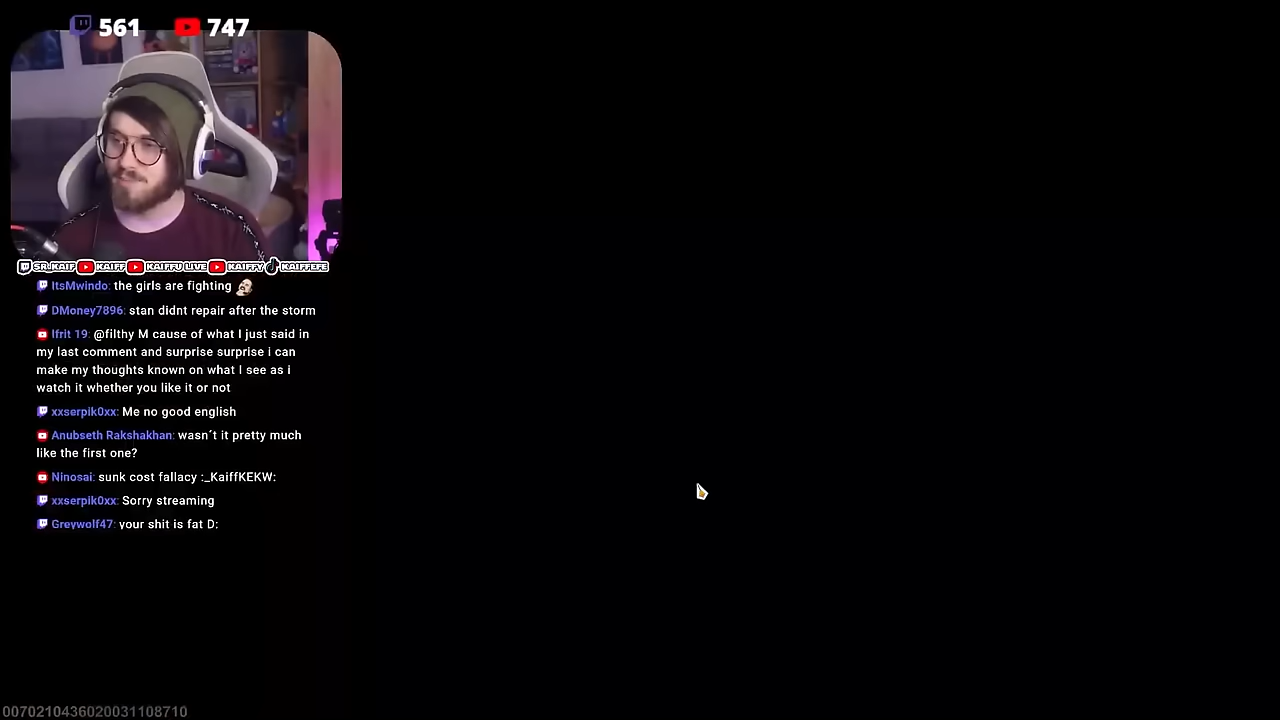 561 747
SR_KAIF KAIFF KAIFFU LIVE KAIFFY KAIFFEFE
ItsMwindo: the girls are fighting
DMoney7896: stan didnt repair after the storm
Ifrit 19: @filthy M cause of what I just said in
my last comment and surprise surprise i can
make my thoughts known on what I see as i
watch it whether you like it or not
xxserpik0xx: Me no good english
Anubseth Rakshakhan: wasn´t it pretty much
like the first one?
Ninosai: sunk cost fallacy :_KaiffKEKW:
xxserpik0xx: Sorry streaming
Greywolf47: your shit is fat D:
0070210436020031108710